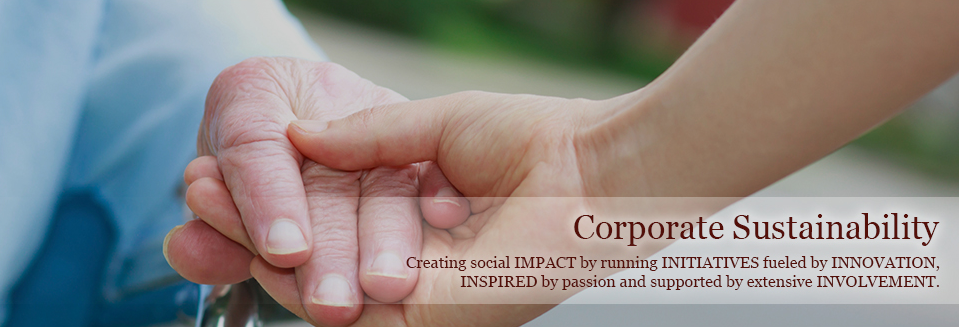 Corporate Sustainability
Creating social IMPACT by running INITIATIVES fueled by INNOVATION,
INSPIRED by passion and supported by extensive INVOLVEMENT.